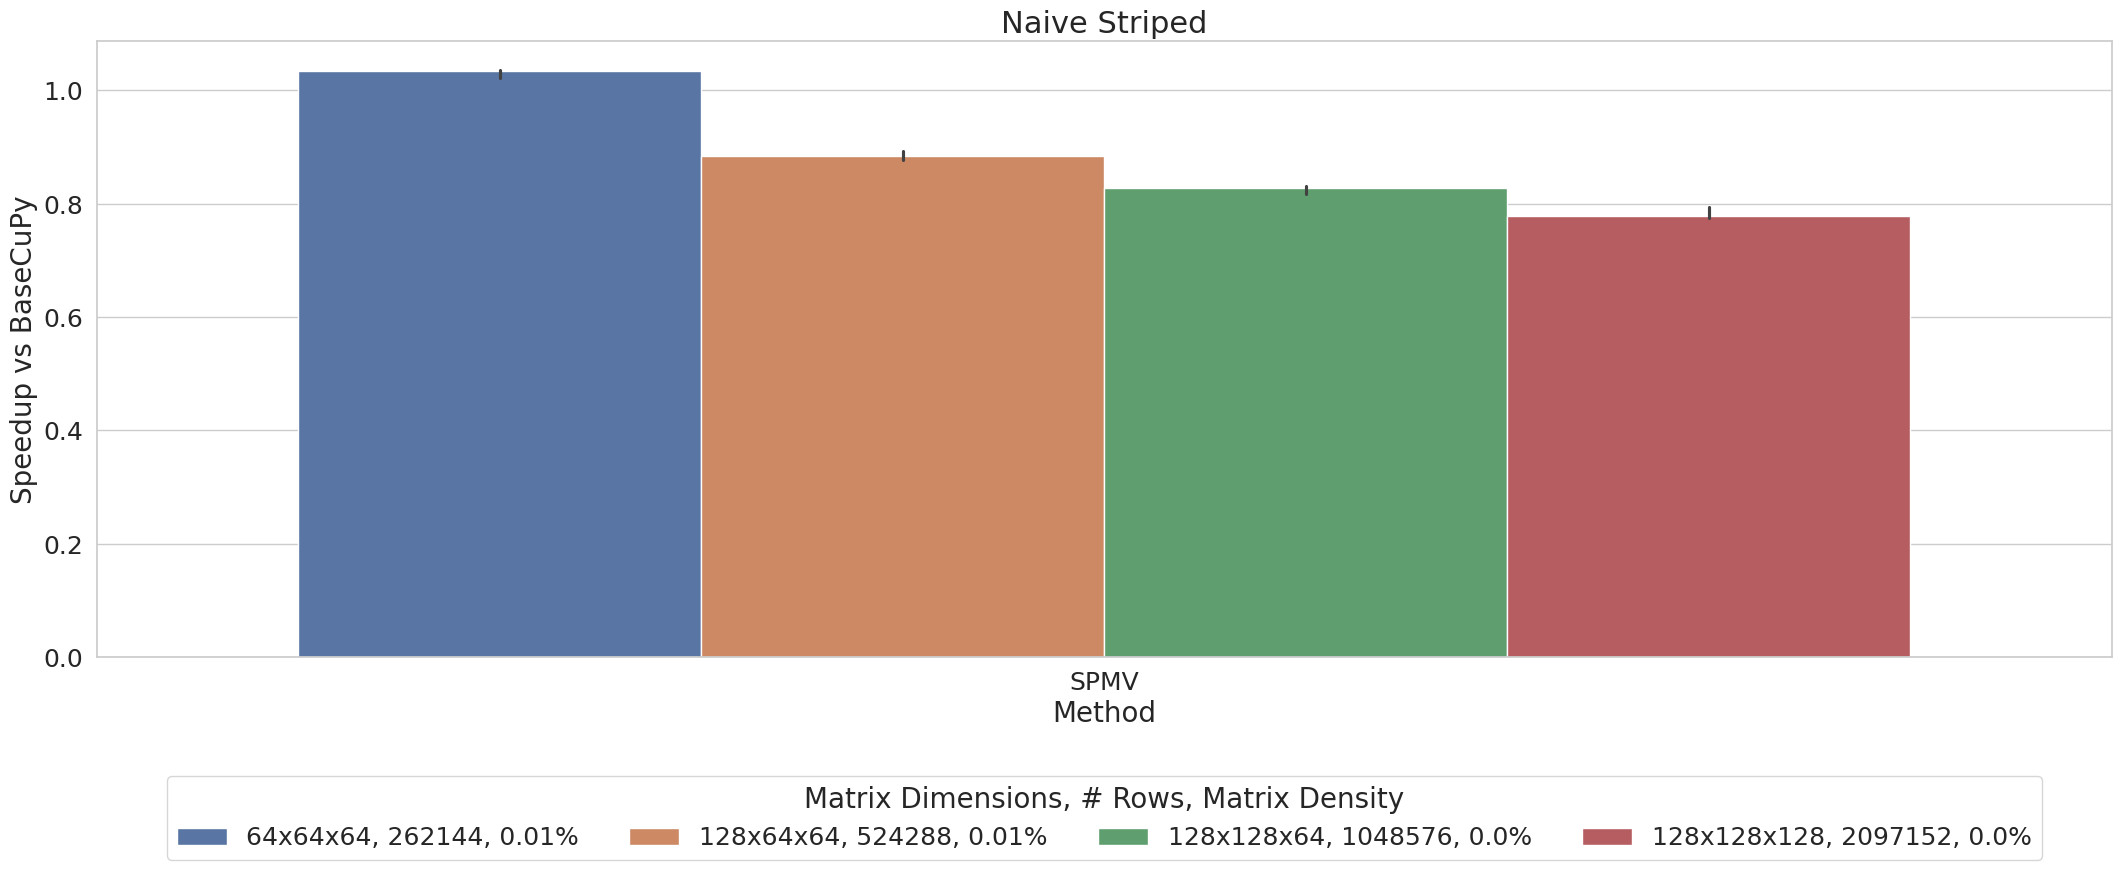 Naive Striped
Speedup vs BaseCuPy
1.0
0.8
0.6
0.4
0.2
0.0
SPMV
Method
Matrix Dimensions, # Rows, Matrix Density
64x64x64, 262144, 0.01% 128x64x64, 524288, 0.01% 128x128x64, 1048576, 0.0% 128x128x128, 2097152, 0.0%